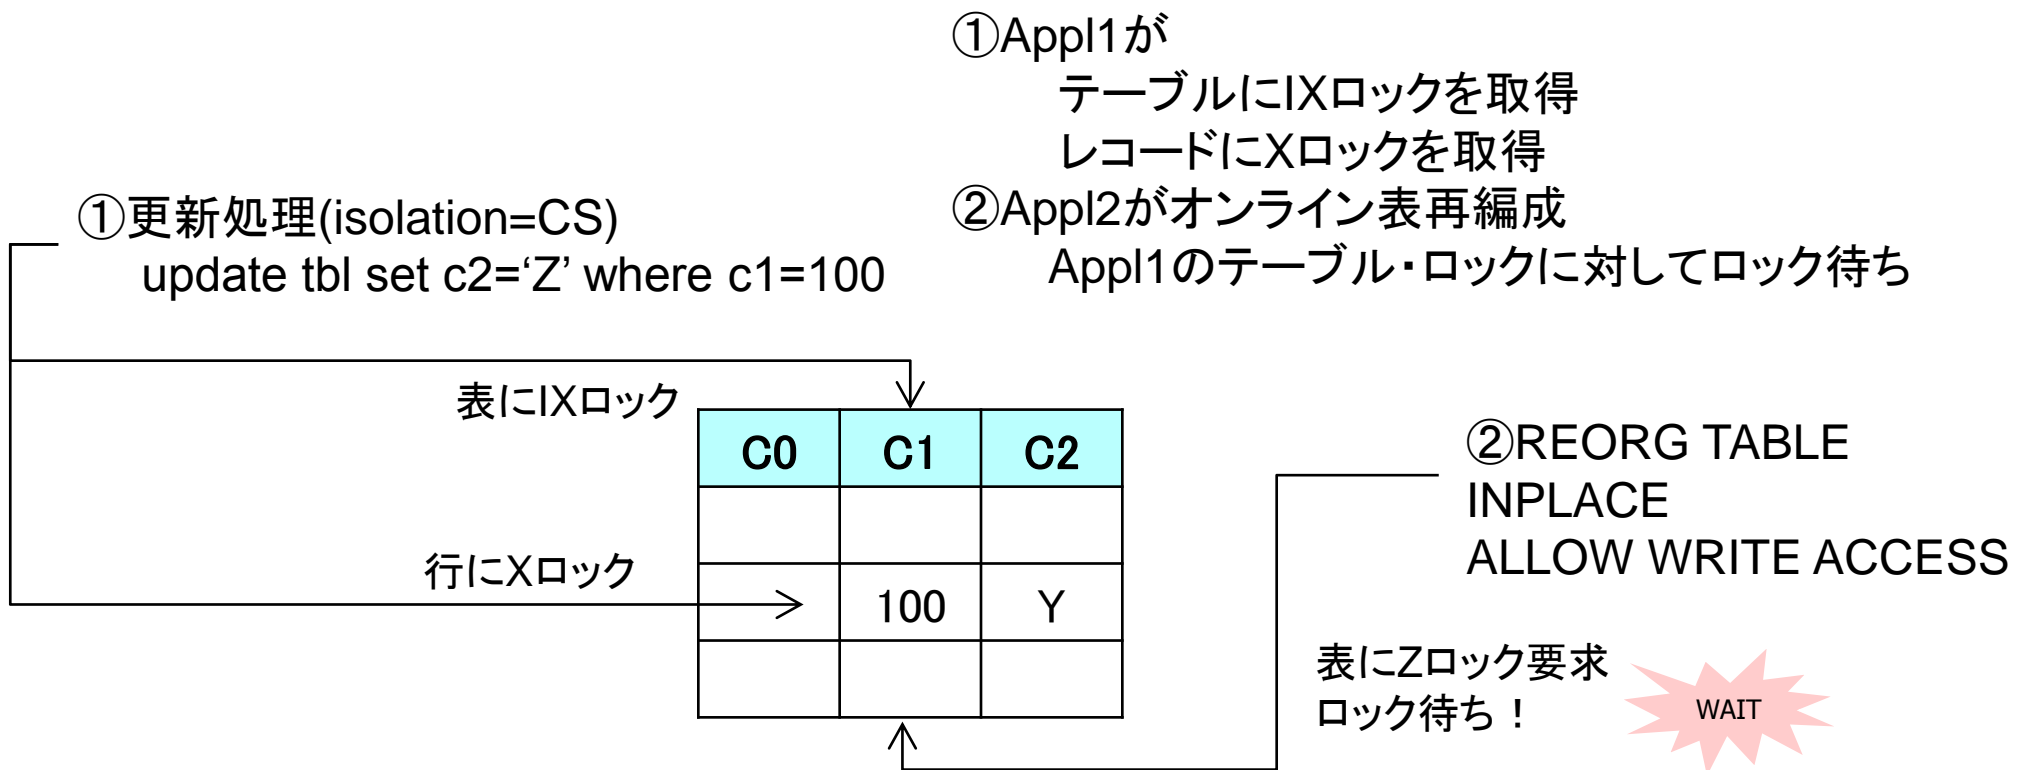 ①Appl1が
テーブルにIXロックを取得
レコードにXロックを取得
②Appl2がオンライン表再編成
Appl1のテーブル・ロックに対してロック待ち
①更新処理(isolation=CS)
update tbl set c2=‘Z’ where c1=100
表にIXロック
C0 C1 C2
行にXロック
100 Y
②REORG TABLE
INPLACE
ALLOW WRITE ACCESS
表にZロック要求
ロック待ち！
WAIT